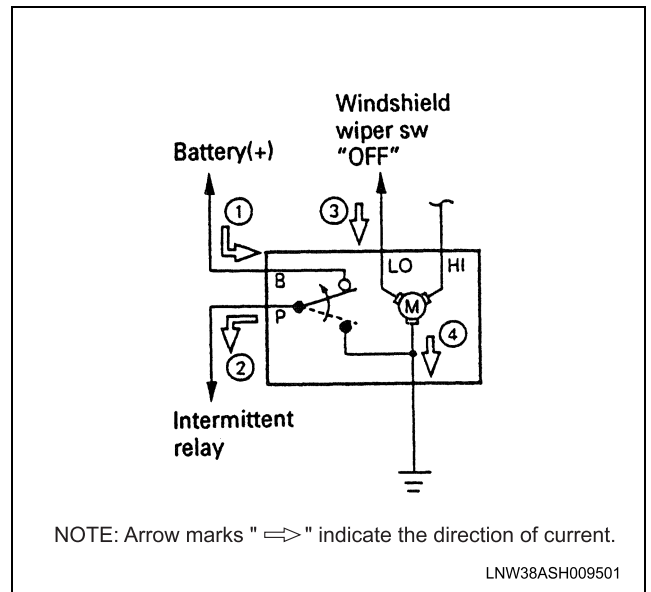 Windshield
wiper sw
"OFF"
Battery(+)
1
3
LO
HI
B
M
P
4
2
Intermittent
relay
NOTE: Arrow marks " ⇨ " indicate the direction of current.
LNW38ASH009501